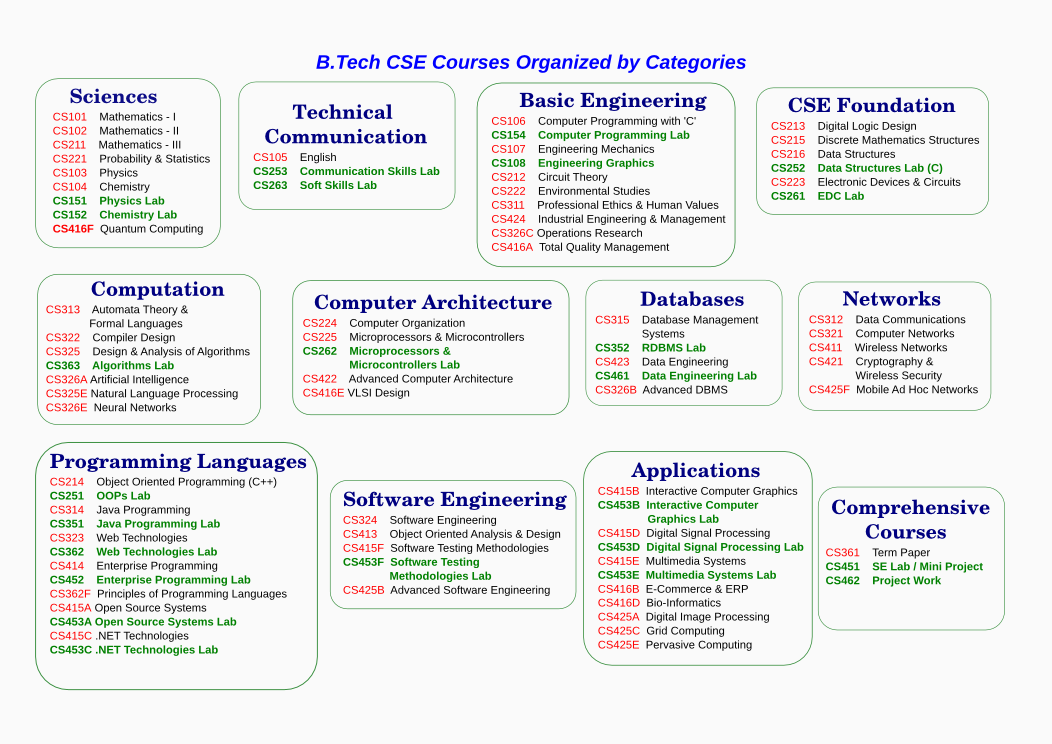 B.Tech CSE Courses Organized by Categories
Sciences
CS101 Mathematics - I
CS102 Mathematics - II
CS211 Mathematics - III
CS221 Probability & Statistics
CS103 Physics
CS104 Chemistry
CS151 Physics Lab
CS152 Chemistry Lab
CS416F Quantum Computing
Technical
Communication
CS105 English
CS253 Communication Skills Lab
CS263 Soft Skills Lab
Basic Engineering
CS106 Computer Programming with 'C'
CS154 Computer Programming Lab
CS107 Engineering Mechanics
CS108 Engineering Graphics
CS212 Circuit Theory
CS222 Environmental Studies
CS311 Professional Ethics & Human Values
CS424 Industrial Engineering & Management
CS326C Operations Research
CS416A Total Quality Management
CSE Foundation
CS213 Digital Logic Design
CS215 Discrete Mathematics Structures
CS216 Data Structures
CS252 Data Structures Lab (C)
CS223 Electronic Devices & Circuits
CS261 EDC Lab
Computation
CS313 Automata Theory &
Formal Languages
CS322 Compiler Design
CS325 Design & Analysis of Algorithms
CS363 Algorithms Lab
CS326A Artificial Intelligence
CS325E Natural Language Processing
CS326E Neural Networks
Computer Architecture
CS224 Computer Organization
CS225 Microprocessors & Microcontrollers
CS262 Microprocessors &
Microcontrollers Lab
CS422 Advanced Computer Architecture
CS416E VLSI Design
Databases
CS315 Database Management
Systems
CS352 RDBMS Lab
CS423 Data Engineering
CS461 Data Engineering Lab
CS326B Advanced DBMS
Networks
CS312 Data Communications
CS321 Computer Networks
CS411 Wireless Networks
CS421 Cryptography &
Wireless Security
CS425F Mobile Ad Hoc Networks
Programming Languages
CS214 Object Oriented Programming (C++)
CS251 OOPs Lab
CS314 Java Programming
CS351 Java Programming Lab
CS323 Web Technologies
CS362 Web Technologies Lab
CS414 Enterprise Programming
CS452 Enterprise Programming Lab
CS362F Principles of Programming Languages
CS415A Open Source Systems
CS453A Open Source Systems Lab
CS415C .NET Technologies
CS453C .NET Technologies Lab
Software Engineering
CS324 Software Engineering
CS413 Object Oriented Analysis & Design
CS415F Software Testing Methodologies
CS453F Software Testing
Methodologies Lab
CS425B Advanced Software Engineering
Applications
CS415B Interactive Computer Graphics
CS453B Interactive Computer
Graphics Lab
CS415D Digital Signal Processing
CS453D Digital Signal Processing Lab
CS415E Multimedia Systems
CS453E Multimedia Systems Lab
CS416B E-Commerce & ERP
CS416D Bio-Informatics
CS425A Digital Image Processing
CS425C Grid Computing
CS425E Pervasive Computing
Comprehensive
Courses
CS361 Term Paper
CS451 SE Lab / Mini Project
CS462 Project Work